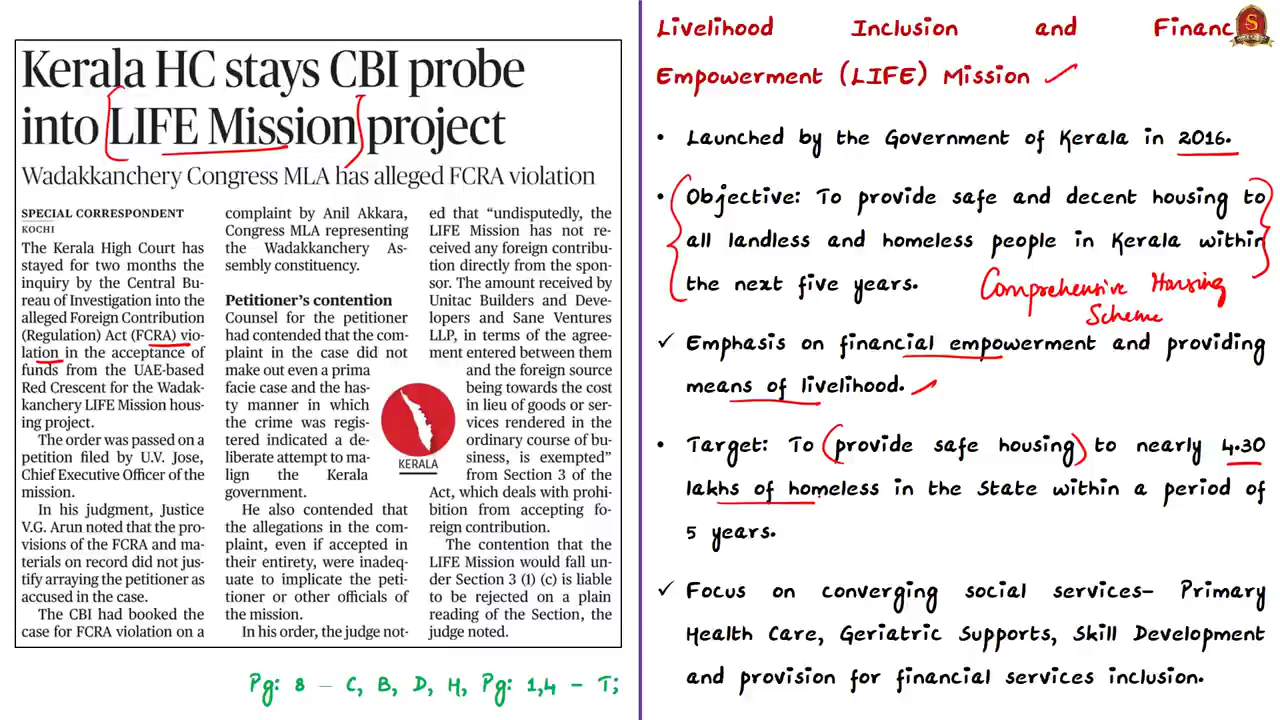 Kerala HC stays CBI probe
into LIFE Mission project
Wadakkanchery Congress MLA has alleged FCRA violation
SPECIAL CORRESPONDENT
KOCHI
The Kerala High Court has
stayed for two months the
inquiry by the Central Bu-
reau of Investigation into the
alleged Foreign Contribution
(Regulation) Act (FCRA) vio-
lation in the acceptance of
funds from the UAE-based
Red Crescent for the Wadak-
kanchery LIFE Mission hous-
ing project.
The order was passed on a
petition filed by U.V. Jose,
Chief Executive Officer of the
mission.
In his judgment, Justice
V.G. Arun noted that the pro-
visions of the FCRA and ma-
terials on record did not jus-
tify arraying the petitioner as
accused in the case.
The CBI had booked the
case for FCRA violation on a
complaint by Anil Akkara,
Congress MLA representing
the Wadakkanchery As-
sembly constituency.
Petitioner's contention
Counsel for the petitioner
had contended that the com-
plaint in the case did not
make out even a prima
facie case and the has-
ty manner in which
the crime was regis-
tered indicated a de-
liberate attempt to ma-
lign the Kerala
government.
He also contended that
the allegations in the com-
plaint, even if accepted in
their entirety, were inadeq-
uate to implicate the peti-
tioner or other officials of
the mission.
In his order, the judge not-
KERALA
ed that “undisputedly, the
LIFE Mission has not re-
ceived any foreign contribu-
tion directly from the spon-
sor. The amount received by
Unitac Builders and Deve-
lopers and Sane Ventures
LLP, in terms of the agree-
ment entered between them
and the foreign source
being towards the cost
in lieu of goods or ser-
vices rendered in the
ordinary course of bu-
siness, is exempted”
from Section 3 of the
Act, which deals with prohi-
bition from accepting fo-
reign contribution.
The contention that the
LIFE Mission would fall un-
der Section 3 (1) (c) is liable
to be rejected on a plain
reading of the Section, the
judge noted.
Pg: 8 – C, B, D, H, Pg: 1,4 – T;
Livelihood Inclusion and Financ
Empowerment (LIFE) Mission
• Launched by the Government of Kerala in 2016.
• Objective: To provide safe and decent housing to
all landless and homeless people in Kerala within
the next five years.
Comprehensive Housing
Scheme
✓ Emphasis on financial empowerment and providing
means of livelihood.
• Target: To provide safe housing to nearly 4.30
lakhs of homeless in the State within a period of
5 years.
✓ Focus on converging social services- Primary
Health Care, Geriatric Supports, Skill Development
and provision for financial services inclusion.